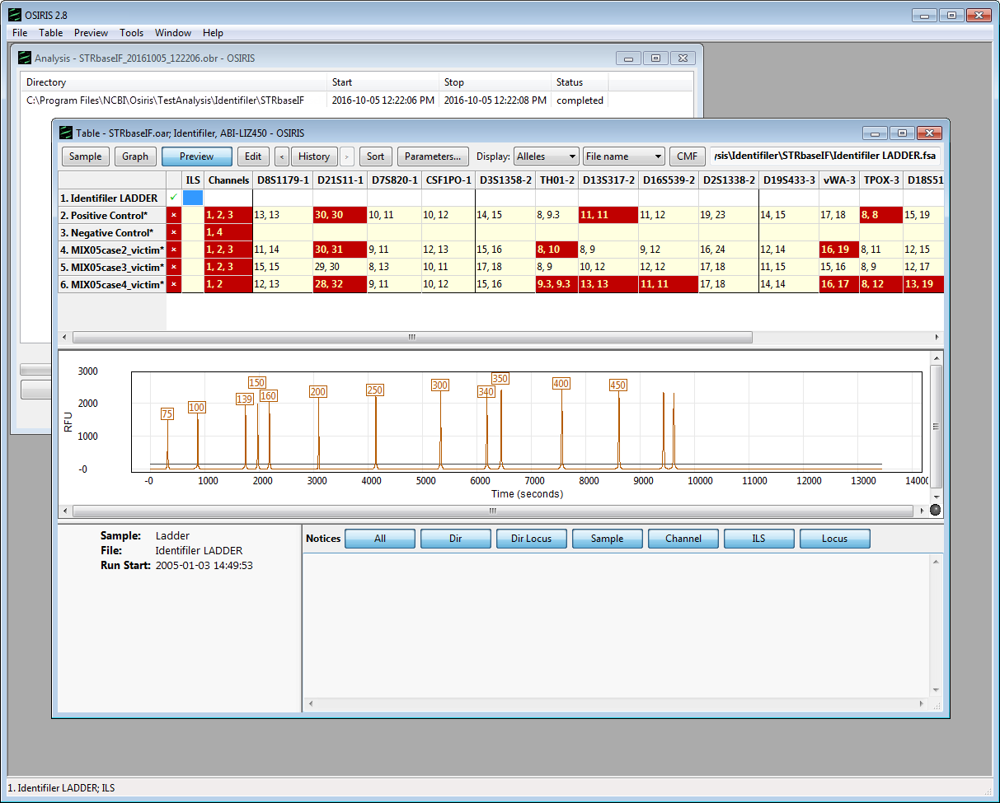 OSIRIS 2.8
File Table Preview Tools Window Help
Analysis - STRbaseIF_20161005_122206.obr - OSIRIS
Directory Start Stop Status
C:\Program Files\NCBI\Osiris\TestAnalysis\Identifiler\STRbaseIF 2016-10-05 12:22:06 PM 2016-10-05 12:22:08 PM completed
Table - STRbaseIF.oar; Identifiler, ABI-LIZ450 - OSIRIS
Sample Graph Preview Edit < History > Sort Parameters... Display: Alleles File name CMF /sis\Identifiler\STRbaseIF\Identifiler LADDER.fsa
ILS Channels D8S1179-1 D21S11-1 D7S820-1 CSF1PO-1 D3S1358-2 TH01-2 D13S317-2 D16S539-2 D2S1338-2 D19S433-3 vWA-3 TPOX-3 D18S51
1. Identifiler LADDER ✓
2. Positive Control* × 1, 2, 3 13, 13 30, 30 10, 11 10, 12 14, 15 8, 9.3 11, 11 11, 12 19, 23 14, 15 17, 18 8, 8 15, 19
3. Negative Control* × 1, 4
4. MIX05case2_victim* × 1, 2, 3 11, 14 30, 31 9, 11 12, 13 15, 16 8, 10 8, 9 9, 12 16, 24 12, 14 16, 19 8, 11 12, 15
5. MIX05case3_victim* × 1, 2, 3 15, 15 29, 30 8, 13 10, 11 17, 18 8, 9 10, 12 12, 12 17, 18 11, 15 15, 16 8, 9 12, 17
6. MIX05case4_victim* × 1, 2 12, 13 28, 32 9, 11 10, 12 15, 16 9.3, 9.3 13, 13 11, 11 17, 18 14, 14 16, 17 8, 12 13, 19
3000
2000
1000
-0
RFU
75 100 139 150 160 200 250 300 340 350 400 450
-0 1000 2000 3000 4000 5000 6000 7000 8000 9000 10000 11000 12000 13000 1400
Time (seconds)
Sample: Ladder
File: Identifiler LADDER
Run Start: 2005-01-03 14:49:53
Notices All Dir Dir Locus Sample Channel ILS Locus
1. Identifiler LADDER; ILS